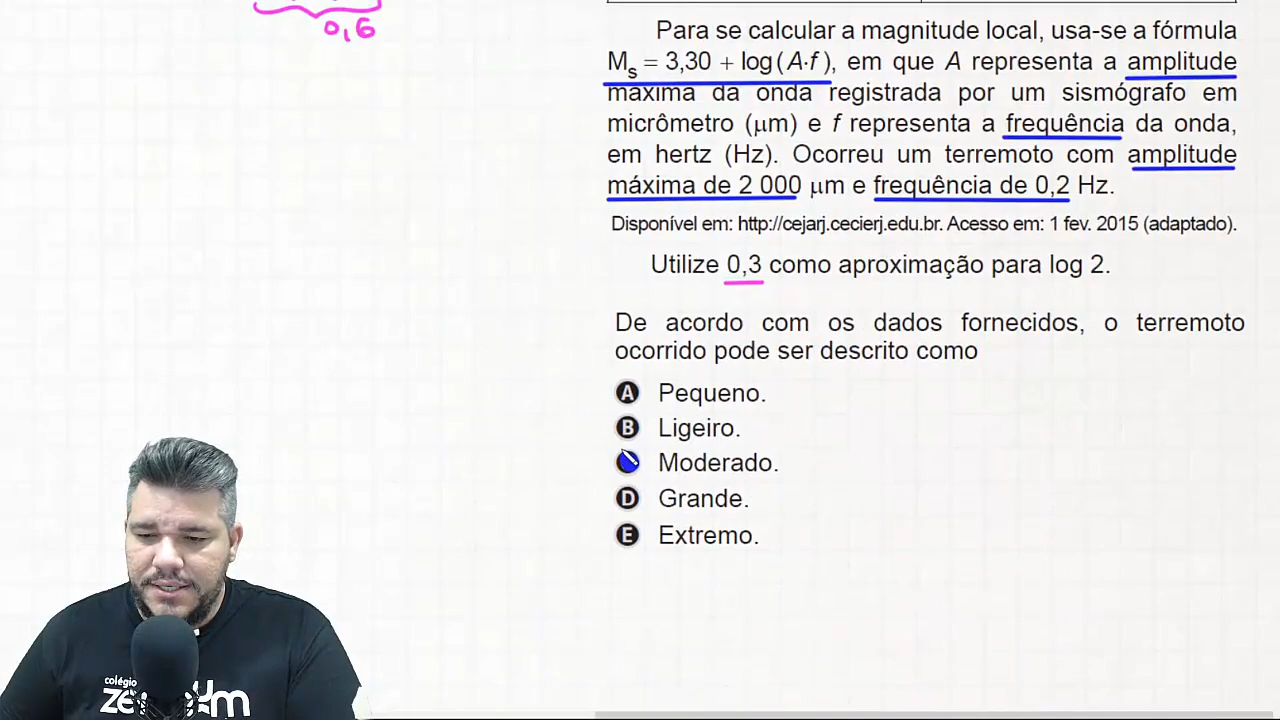 0,6
Para se calcular a magnitude local, usa-se a fórmula
Ms = 3,30 + log(A·f), em que A representa a amplitude
máxima da onda registrada por um sismógrafo em
micrômetro (μm) e f representa a frequência da onda,
em hertz (Hz). Ocorreu um terremoto com amplitude
máxima de 2 000 μm e frequência de 0,2 Hz.
Disponível em: http://cejarj.cecierj.edu.br. Acesso em: 1 fev. 2015 (adaptado).
Utilize 0,3 como aproximação para log 2.
De acordo com os dados fornecidos, o terremoto
ocorrido pode ser descrito como
A Pequeno.
B Ligeiro.
Moderado.
D Grande.
E Extremo.
colégio